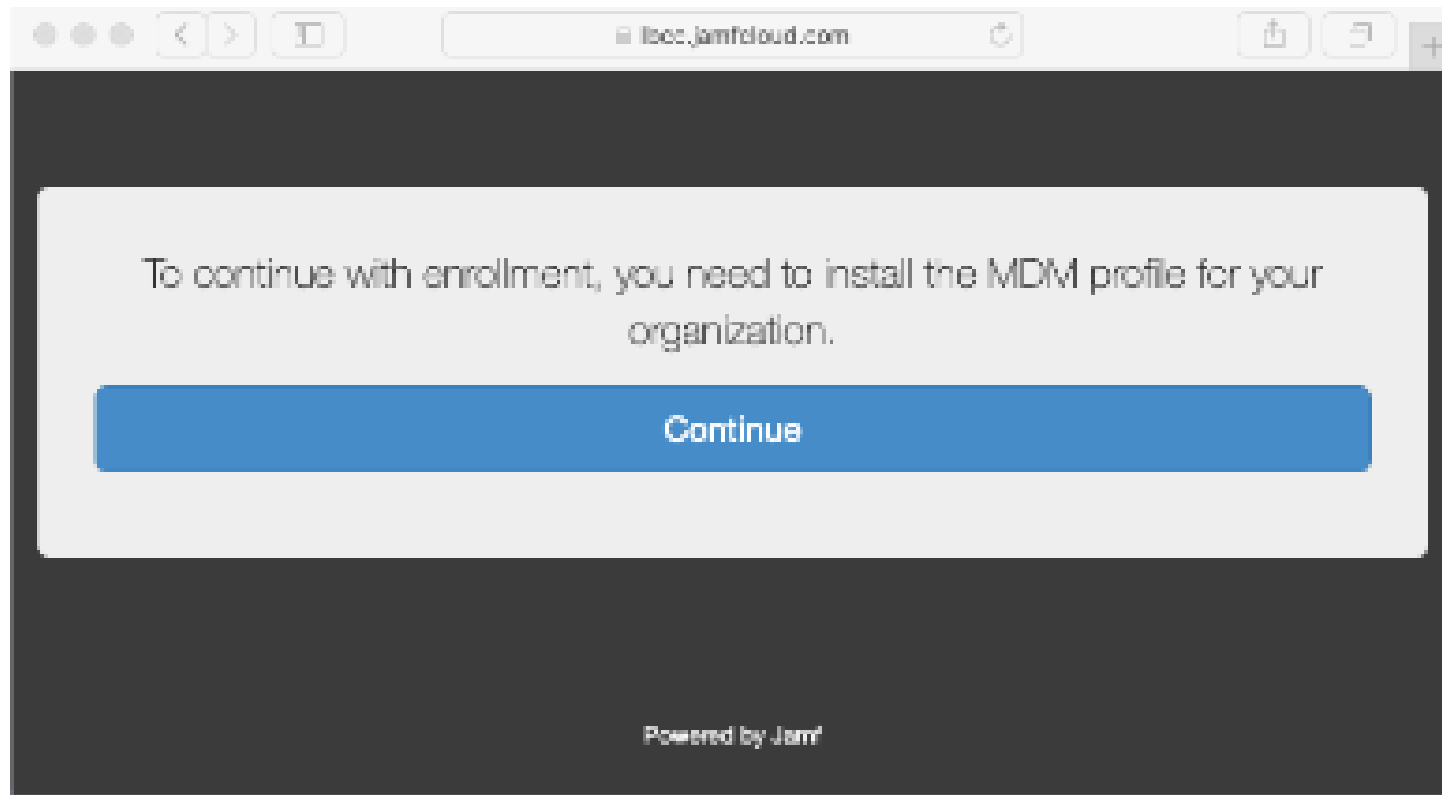 lbcc.jamfcloud.com
To continue with enrollment, you need to install the MDM profile for your
organization.
Continue
Powered by Jamf